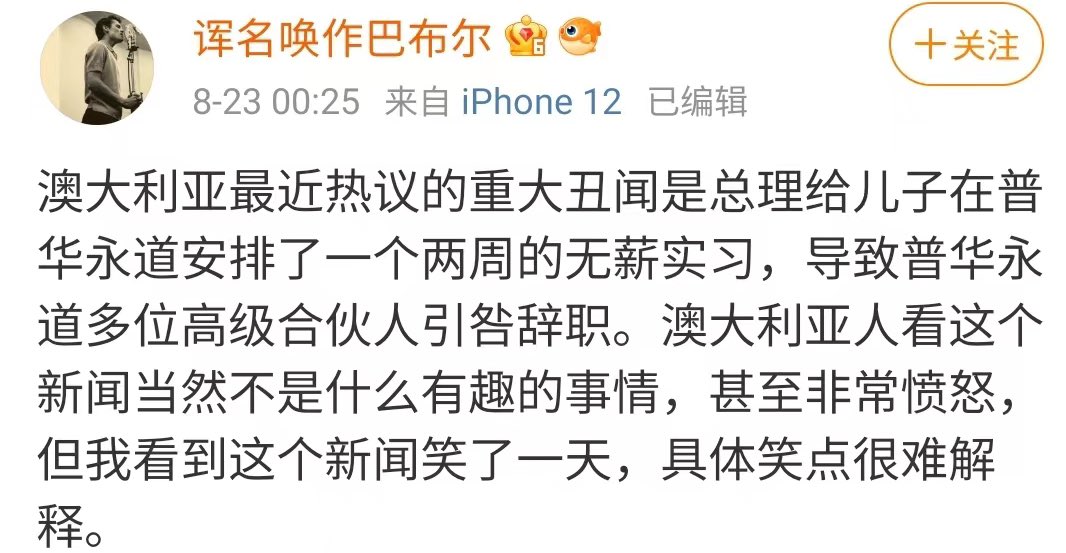 诨名唤作巴布尔 6
＋关注
8-23 00:25 来自 iPhone 12 已编辑
澳大利亚最近热议的重大丑闻是总理给儿子在普
华永道安排了一个两周的无薪实习，导致普华永
道多位高级合伙人引咎辞职。澳大利亚人看这个
新闻当然不是什么有趣的事情，甚至非常愤怒，
但我看到这个新闻笑了一天，具体笑点很难解
释。